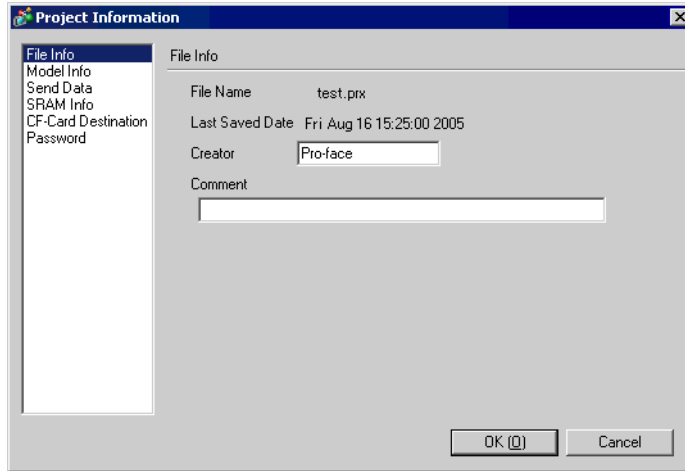 Project Information
File Info
Model Info
Send Data
SRAM Info
CF-Card Destination
Password
File Info
File Name test.prx
Last Saved Date Fri Aug 16 15:25:00 2005
Creator Pro-face
Comment
OK (O) Cancel